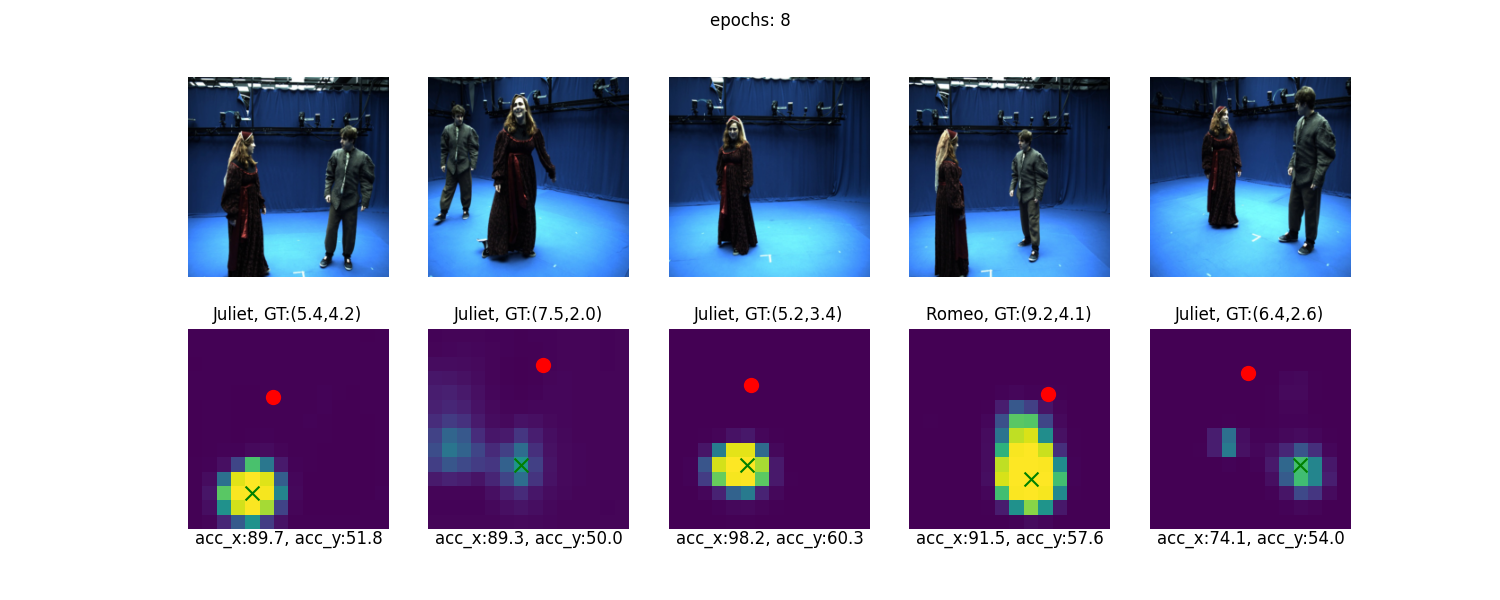 epochs: 8
Juliet, GT:(5.4,4.2)
Juliet, GT:(7.5,2.0)
Juliet, GT:(5.2,3.4)
Romeo, GT:(9.2,4.1)
Juliet, GT:(6.4,2.6)
acc_x:89.7, acc_y:51.8
acc_x:89.3, acc_y:50.0
acc_x:98.2, acc_y:60.3
acc_x:91.5, acc_y:57.6
acc_x:74.1, acc_y:54.0